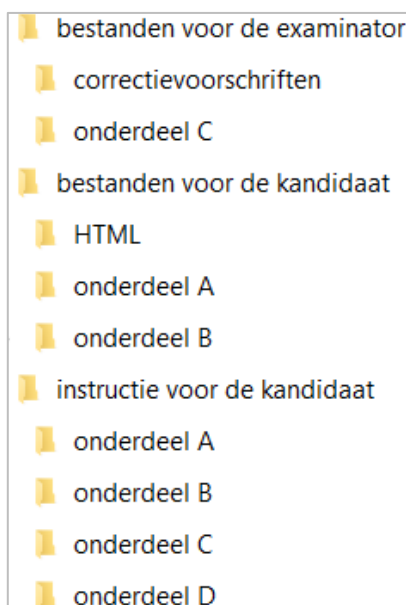 bestanden voor de examinator
correctievoorschriften
onderdeel C
bestanden voor de kandidaat
HTML
onderdeel A
onderdeel B
instructie voor de kandidaat
onderdeel A
onderdeel B
onderdeel C
onderdeel D